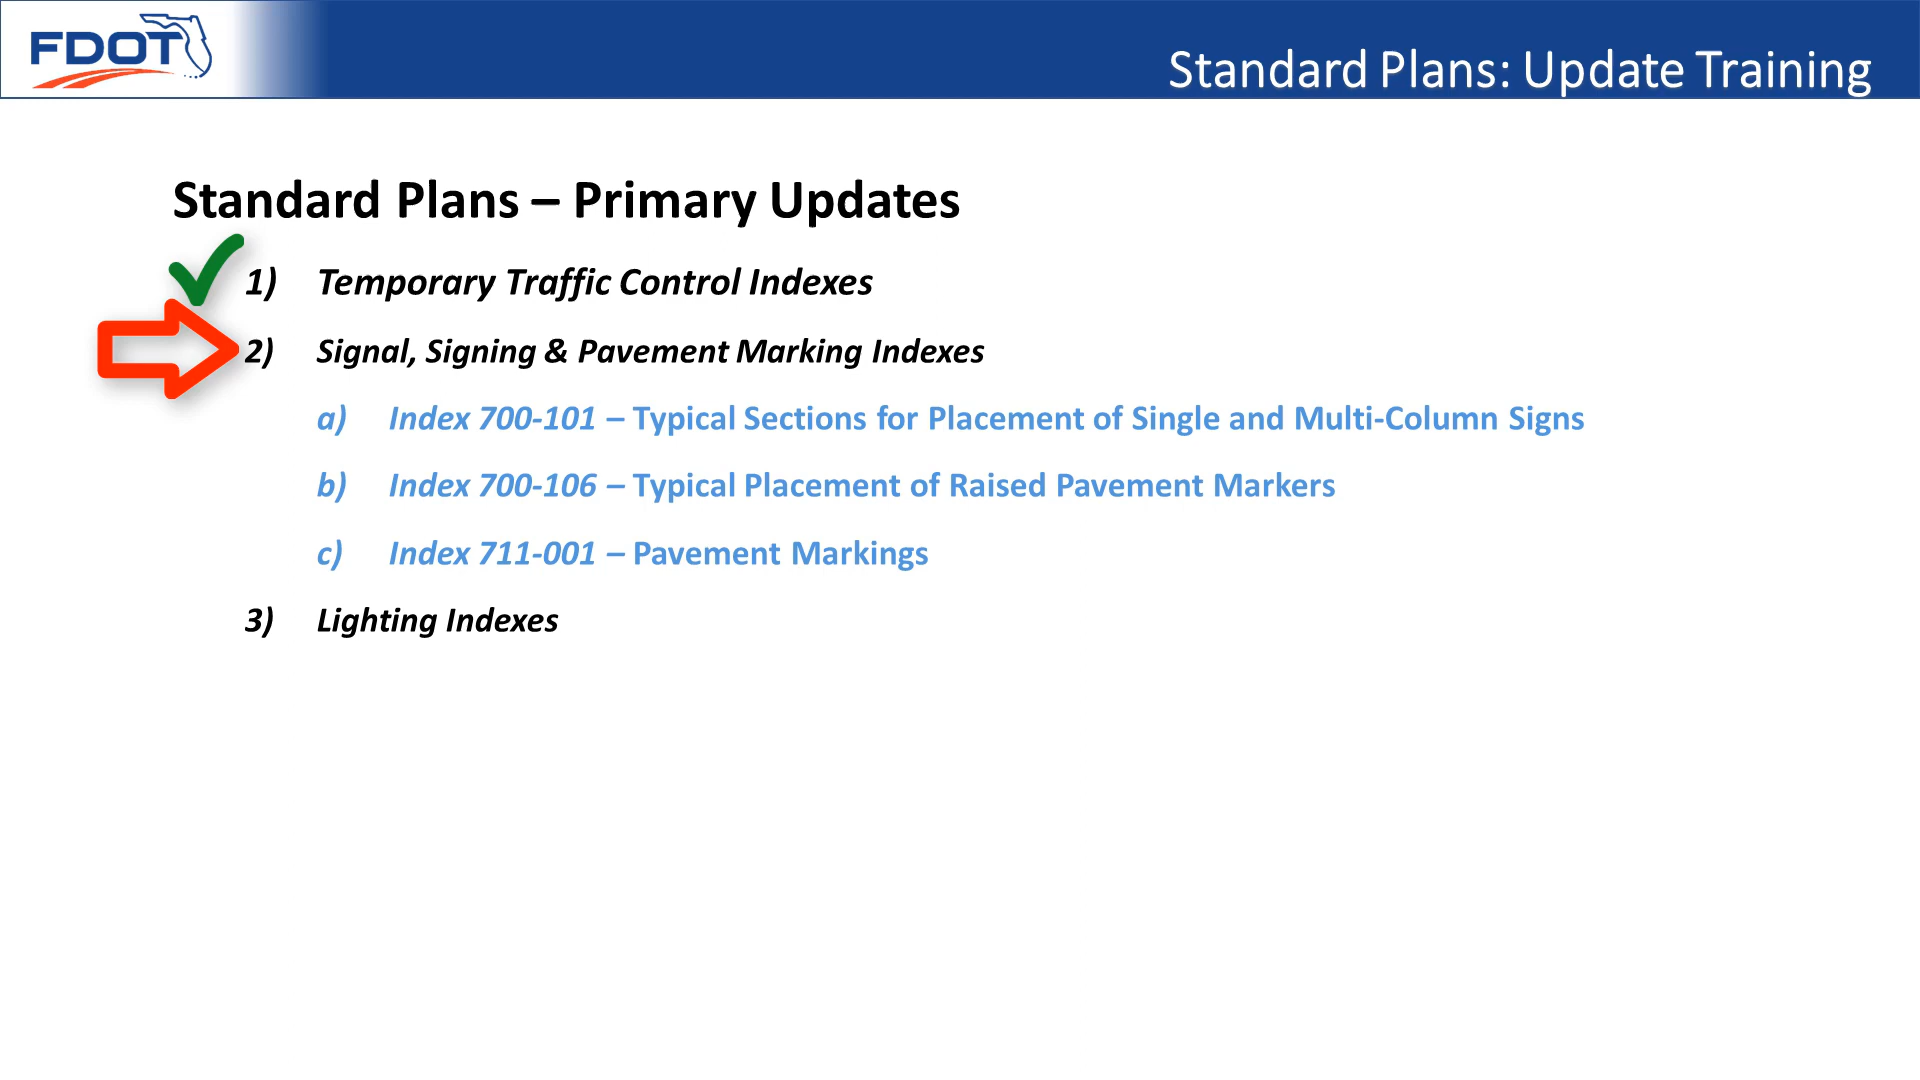 FDOT
Standard Plans: Update Training
Standard Plans – Primary Updates
1) Temporary Traffic Control Indexes
2) Signal, Signing & Pavement Marking Indexes
a) Index 700-101 – Typical Sections for Placement of Single and Multi-Column Signs
b) Index 700-106 – Typical Placement of Raised Pavement Markers
c) Index 711-001 – Pavement Markings
3) Lighting Indexes